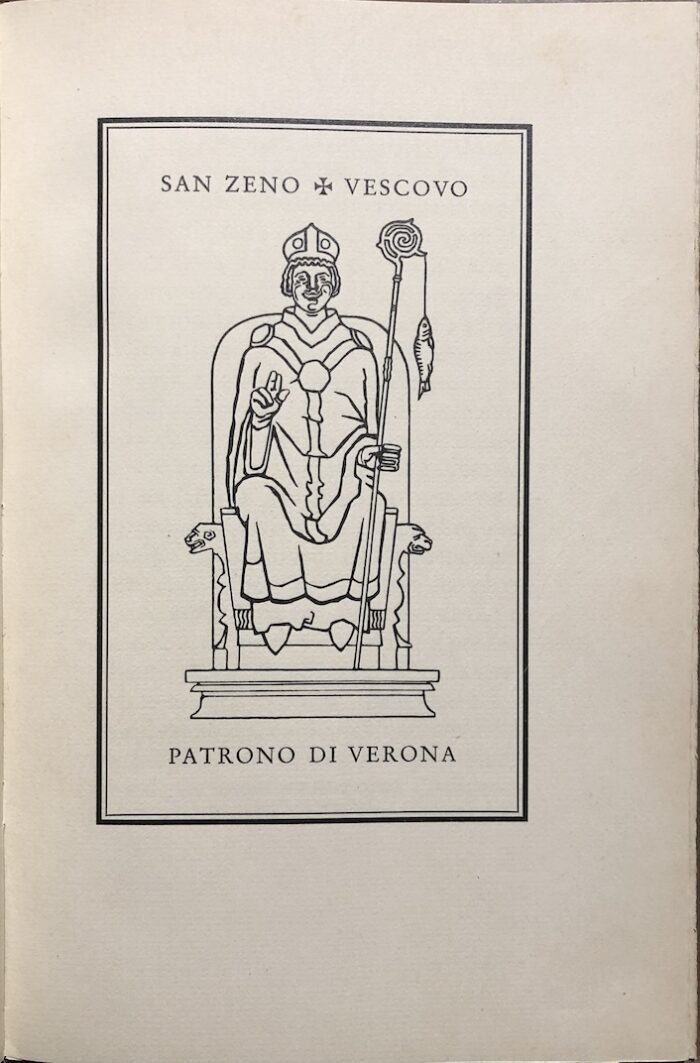 SAN ZENO ✠ VESCOVO
PATRONO DI VERONA